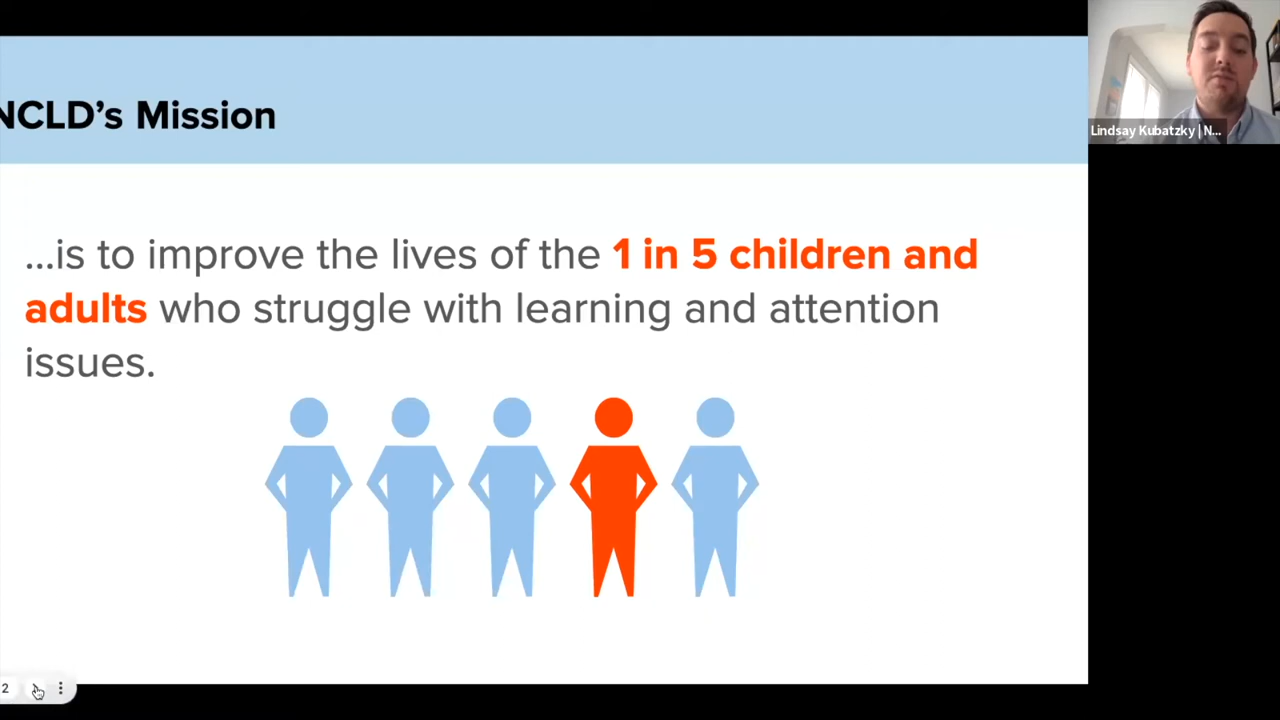 NCLD's Mission
...is to improve the lives of the 1 in 5 children and
adults who struggle with learning and attention
issues.
Lindsay Kubatzky | N...
2